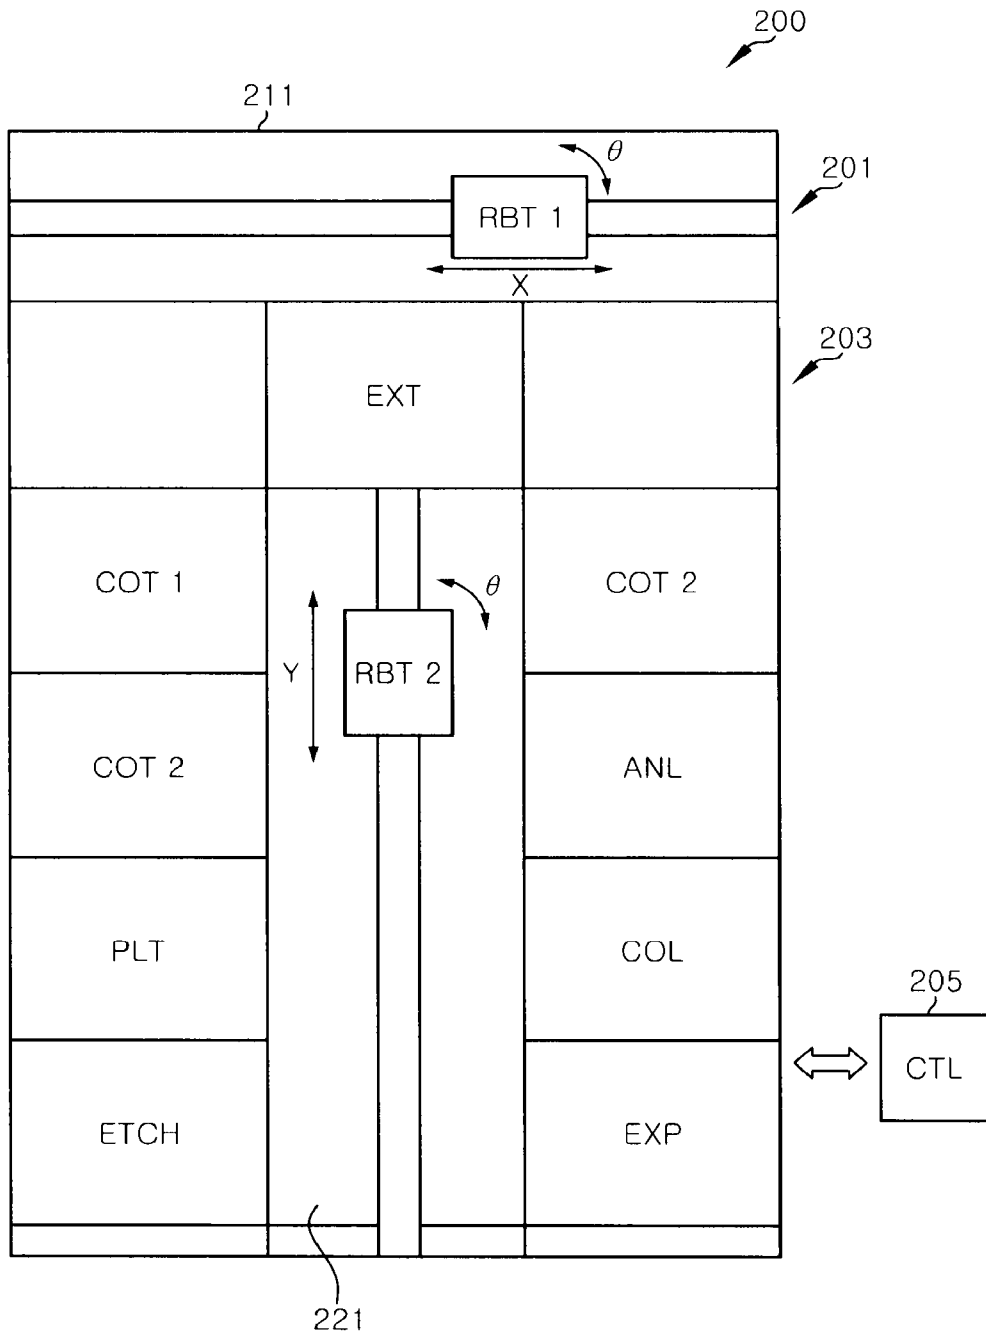 200
211
θ
201
RBT 1
X
203
EXT
COT 1
θ
COT 2
Y
RBT 2
COT 2
ANL
PLT
COL
205
CTL
ETCH
EXP
221